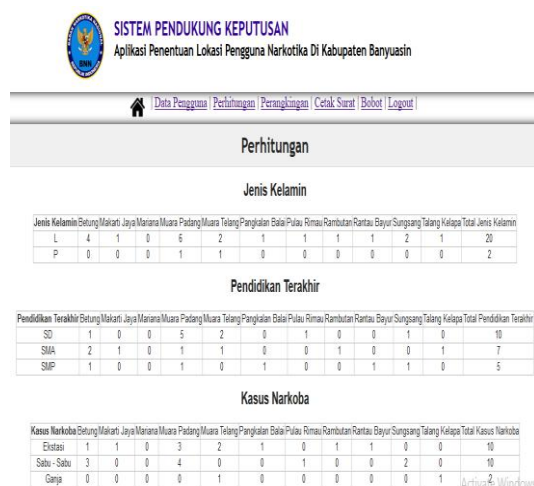 SISTEM PENDUKUNG KEPUTUSAN
Aplikasi Penentuan Lokasi Pengguna Narkotika Di Kabupaten Banyuasin
BNN
| Data Pengguna | Perhitungan | Perangkingan | Cetak Surat | Bobot | Logout |
Perhitungan
Jenis Kelamin
Jenis Kelamin Betung Makarti Jaya Mariana Muara Padang Muara Telang Pangkalan Balai Pulau Rimau Rambutan Rantau Bayur Sungsang Talang Kelapa Total Jenis Kelamin
L 4 1 0 6 2 1 1 1 1 2 1 20
P 0 0 0 1 1 0 0 0 0 0 0 2
Pendidikan Terakhir
Pendidikan Terakhir Betung Makarti Jaya Mariana Muara Padang Muara Telang Pangkalan Balai Pulau Rimau Rambutan Rantau Bayur Sungsang Talang Kelapa Total Pendidikan Terakhir
SD 1 0 0 5 2 0 1 0 0 1 0 10
SMA 2 1 0 1 1 0 0 1 0 0 1 7
SMP 1 0 0 1 0 1 0 0 1 1 0 5
Kasus Narkoba
Kasus Narkoba Betung Makarti Jaya Mariana Muara Padang Muara Telang Pangkalan Balai Pulau Rimau Rambutan Rantau Bayur Sungsang Talang Kelapa Total Kasus Narkoba
Ekstasi 1 1 0 3 2 1 0 1 1 0 0 10
Sabu - Sabu 3 0 0 4 0 0 1 0 0 2 0 10
Ganja 0 0 0 0 1 0 0 0 0 0 1 2
Activate Windows